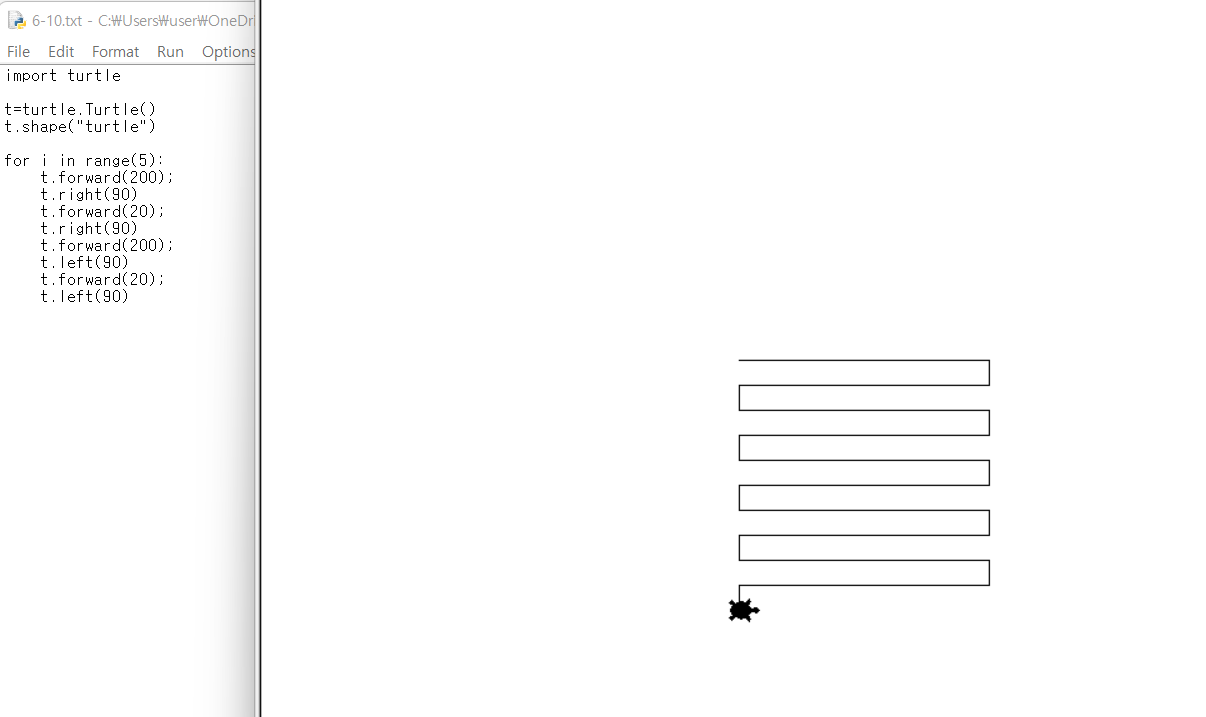 6-10.txt - C:₩Users₩user₩OneDr
File Edit Format Run Options
import turtle
t=turtle.Turtle()
t.shape("turtle")
for i in range(5):
t.forward(200);
t.right(90)
t.forward(20);
t.right(90)
t.forward(200);
t.left(90)
t.forward(20);
t.left(90)